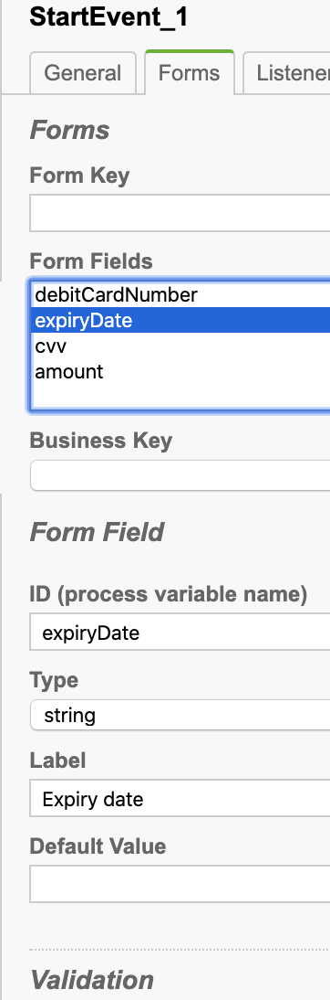 StartEvent_1
General Forms
Forms
Form Key
Form Fields
debitCardNumber
expiryDate
cvv
amount
Business Key
Form Field
ID (process variable name)
expiryDate
Type
string
Label
Expiry date
Default Value
Validation